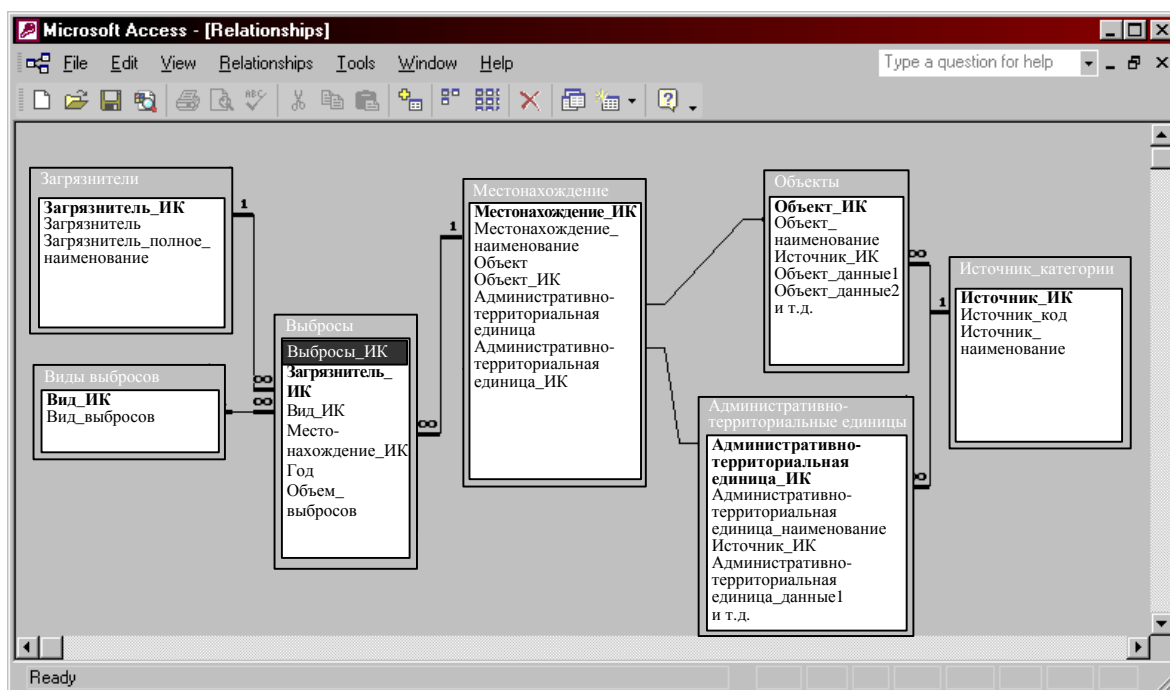 Microsoft Access - [Relationships]
File Edit View Relationships Tools Window Help
Type a question for help
Загрязнители
Загрязнитель_ИК
Загрязнитель
Загрязнитель_полное_
наименование
1
∞
Виды выбросов
Вид_ИК
Вид_выбросов
∞
Выбросы
Выбросы_ИК
Загрязнитель_
ИК
Вид_ИК
Место-
нахождение_ИК
Год
Объем_
выбросов
∞
1
Местонахождение
Местонахождение_ИК
Местонахождение_
наименование
Объект
Объект_ИК
Административно-
территориальная
единица
Административно-
территориальная
единица_ИК
Объекты
Объект_ИК
Объект_
наименование
Источник_ИК
Объект_данные1
Объект_данные2
и т.д.
∞
1
Источник_категории
Источник_ИК
Источник_код
Источник_
наименование
Административно-
территориальные единицы
Административно-
территориальная
единица_ИК
Административно-
территориальная
единица_наименование
Источник_ИК
Административно-
территориальная
единица_данные1
и т.д.
∞
Ready